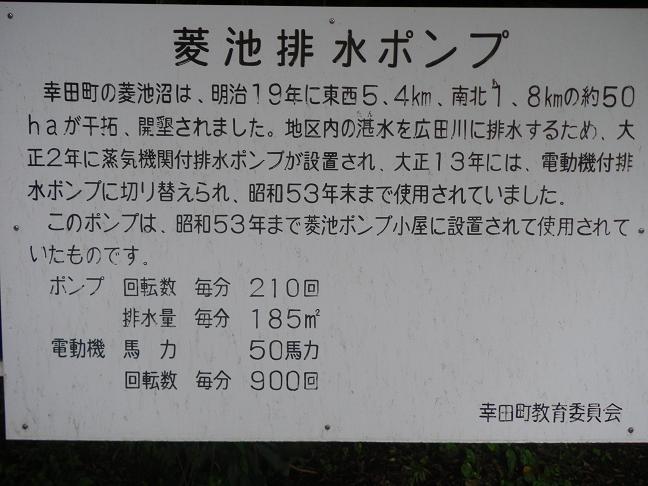 菱池排水ポンプ
幸田町の菱池沼は、明治19年に東西5、4km、南北1、8kmの約50
haが干拓、開墾されました。地区内の湛水を広田川に排水するため、大
正2年に蒸気機関付排水ポンプが設置され、大正13年には、電動機付排
水ポンプに切り替えられ、昭和53年末まで使用されていました。
このポンプは、昭和53年まで菱池ポンプ小屋に設置されて使用されて
いたものです。
ポンプ 回転数 毎分 210回
排水量 毎分 185㎡
電動機 馬力 50馬力
回転数 毎分 900回
幸田町教育委員会